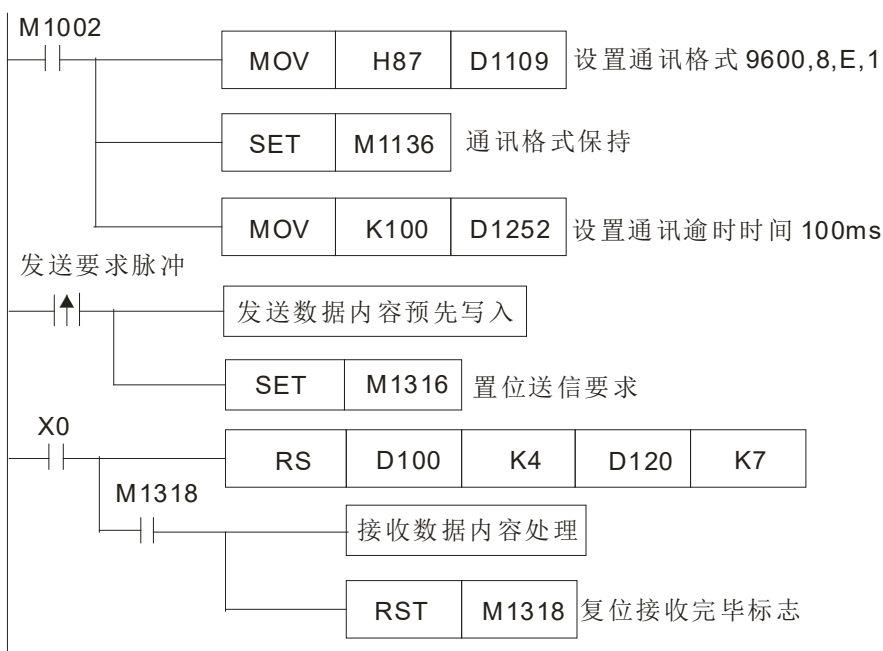 M1002
MOV H87 D1109 设置通讯格式 9600,8,E,1
SET M1136 通讯格式保持
MOV K100 D1252 设置通讯逾时时间 100ms
发送要求脉冲
发送数据内容预先写入
SET M1316 置位送信要求
X0
RS D100 K4 D120 K7
M1318
接收数据内容处理
RST M1318 复位接收完毕标志